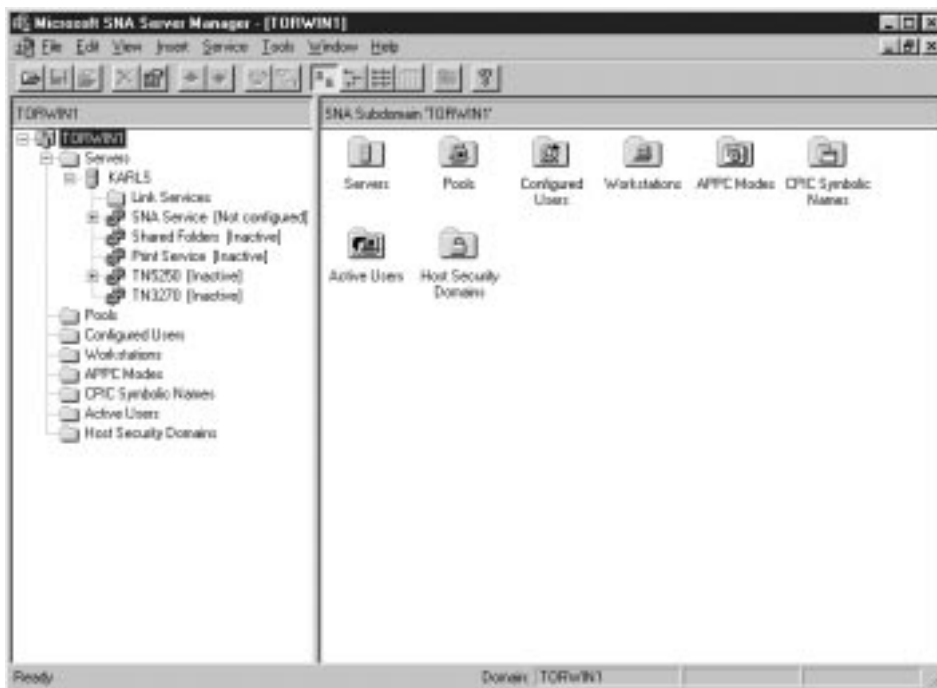 Microsoft SNA Server Manager - [TORWIN1]
File Edit View Insert Service Tools Window Help
TORWIN1
SNA Subdomain 'TORWIN1'
TORWIN1
Servers
KARL5
Link Services
SNA Service [Not configured]
Shared Folders [Inactive]
Print Service [Inactive]
TN5250 [Inactive]
TN3270 [Inactive]
Pools
Configured Users
Workstations
APPC Modes
CPIC Symbolic Names
Active Users
Host Security Domains
Servers
Pools
Configured Users
Workstations
APPC Modes
CPIC Symbolic Names
Active Users
Host Security Domains
Ready
Domain: TORWIN1